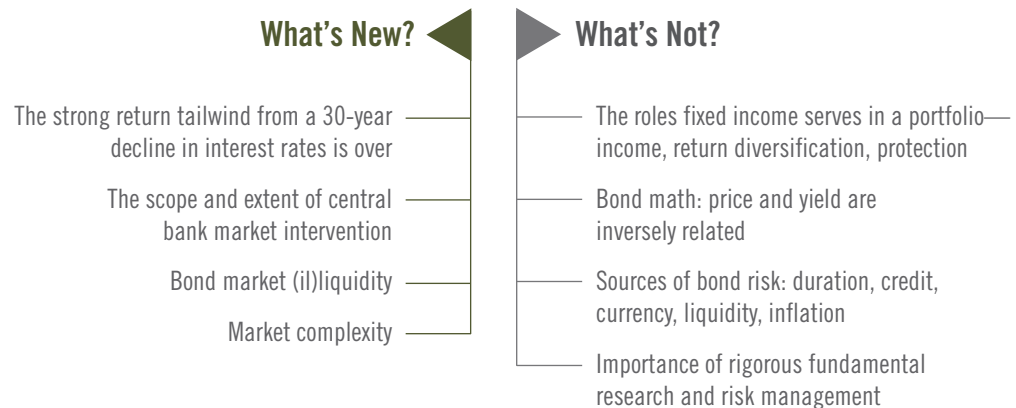 What's New?
The strong return tailwind from a 30-year
decline in interest rates is over
The scope and extent of central
bank market intervention
Bond market (il)liquidity
Market complexity
What's Not?
The roles fixed income serves in a portfolio—
income, return diversification, protection
Bond math: price and yield are
inversely related
Sources of bond risk: duration, credit,
currency, liquidity, inflation
Importance of rigorous fundamental
research and risk management